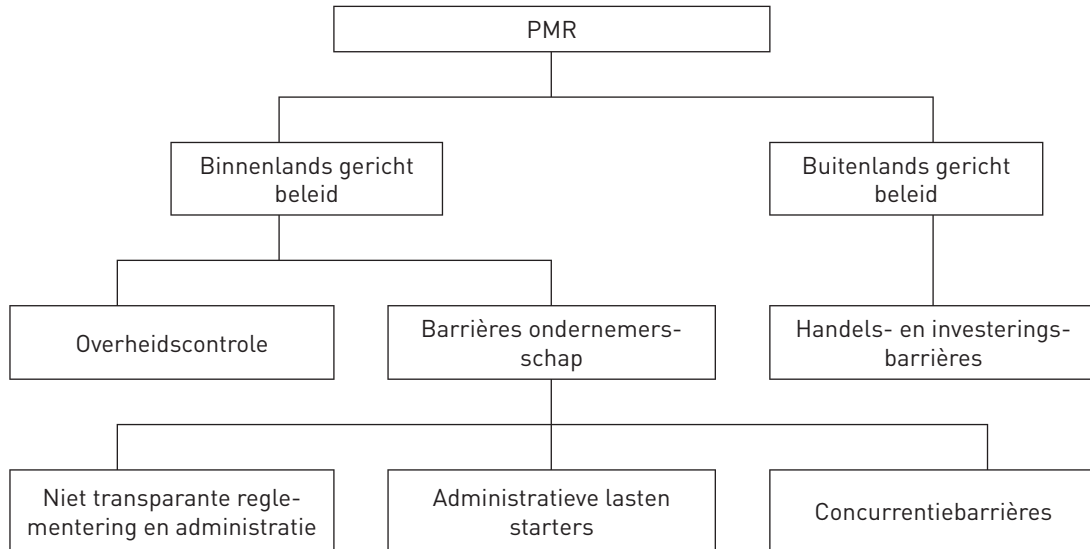 PMR
Binnenlands gericht
beleid
Buitenlands gericht
beleid
Overheidscontrole
Barrières ondernemers-
schap
Handels- en investerings-
barrières
Niet transparante regle-
mentering en administratie
Administratieve lasten
starters
Concurrentiebarrières